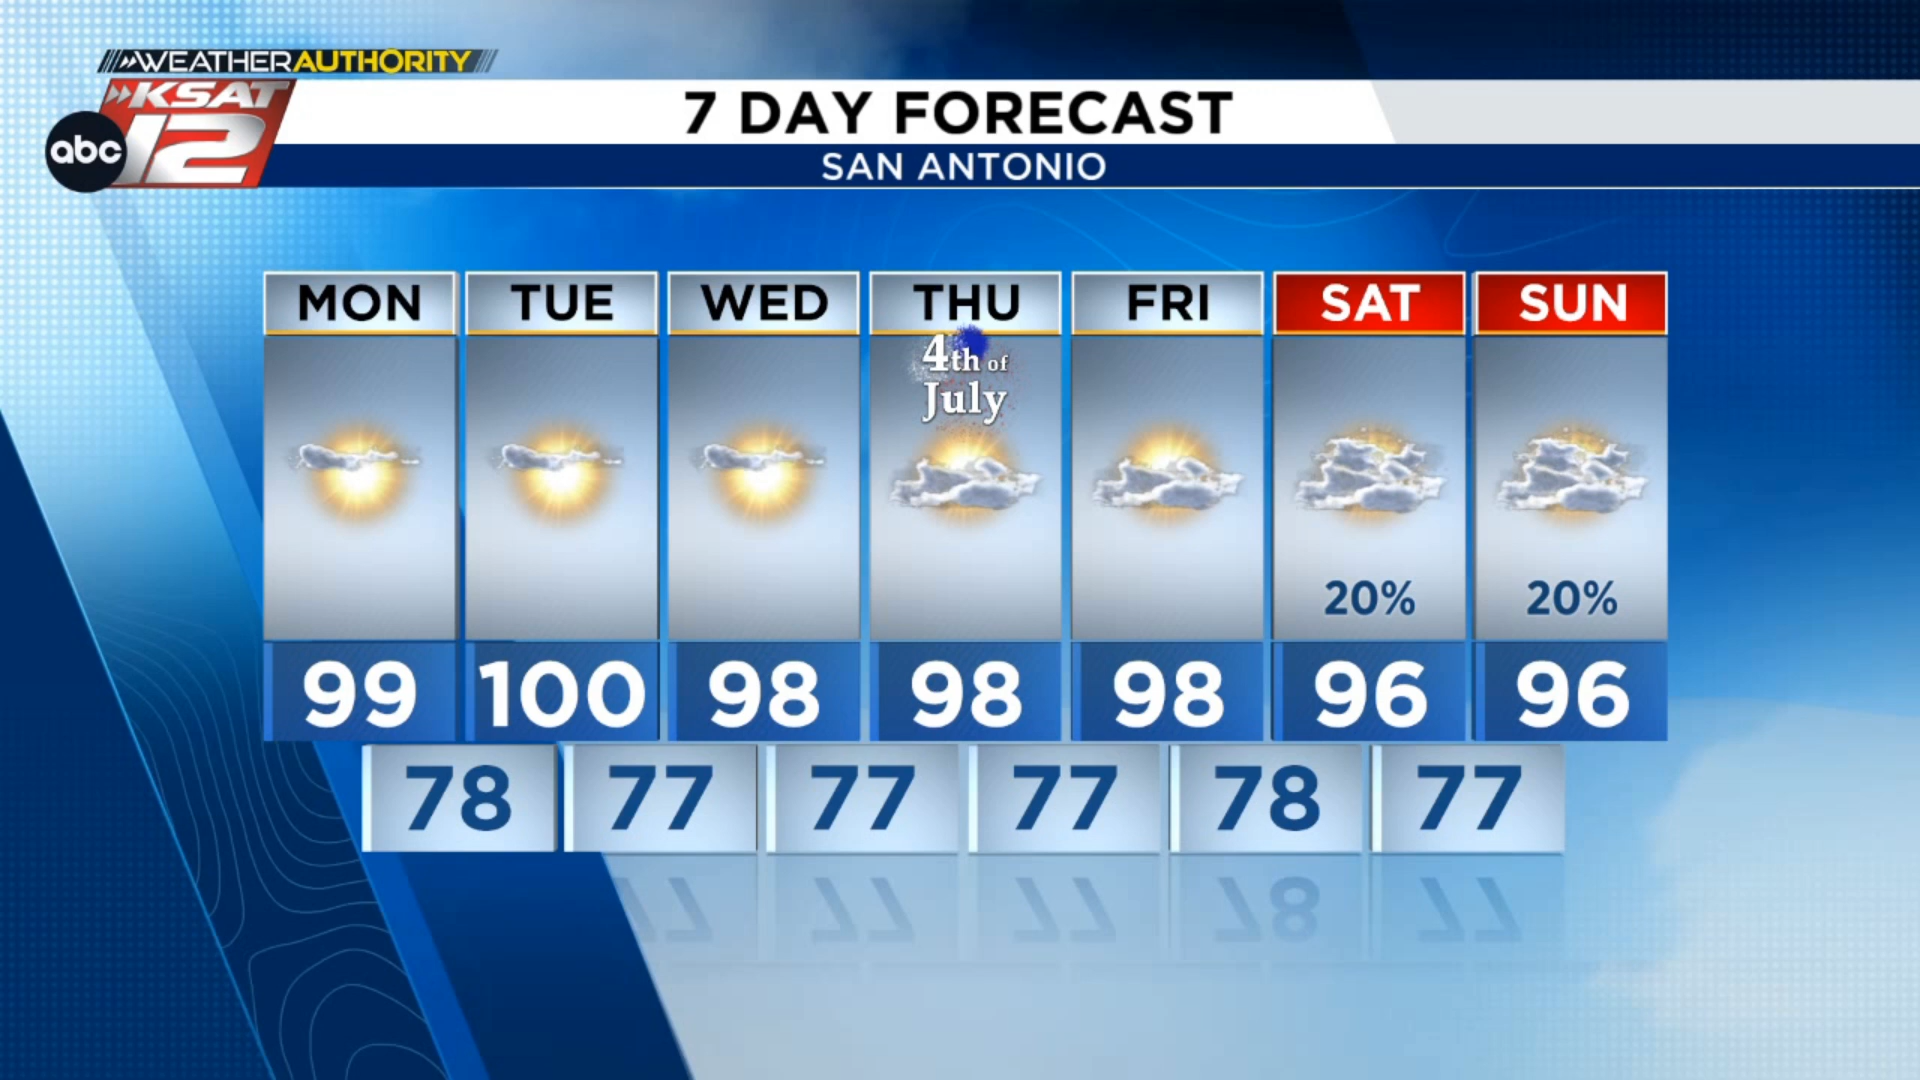 WEATHERAUTHORITY
KSAT
abc 12
7 DAY FORECAST
SAN ANTONIO
MON TUE WED THU FRI SAT SUN
4th of
July
20% 20%
99 100 98 98 98 96 96
78 77 77 77 78 77